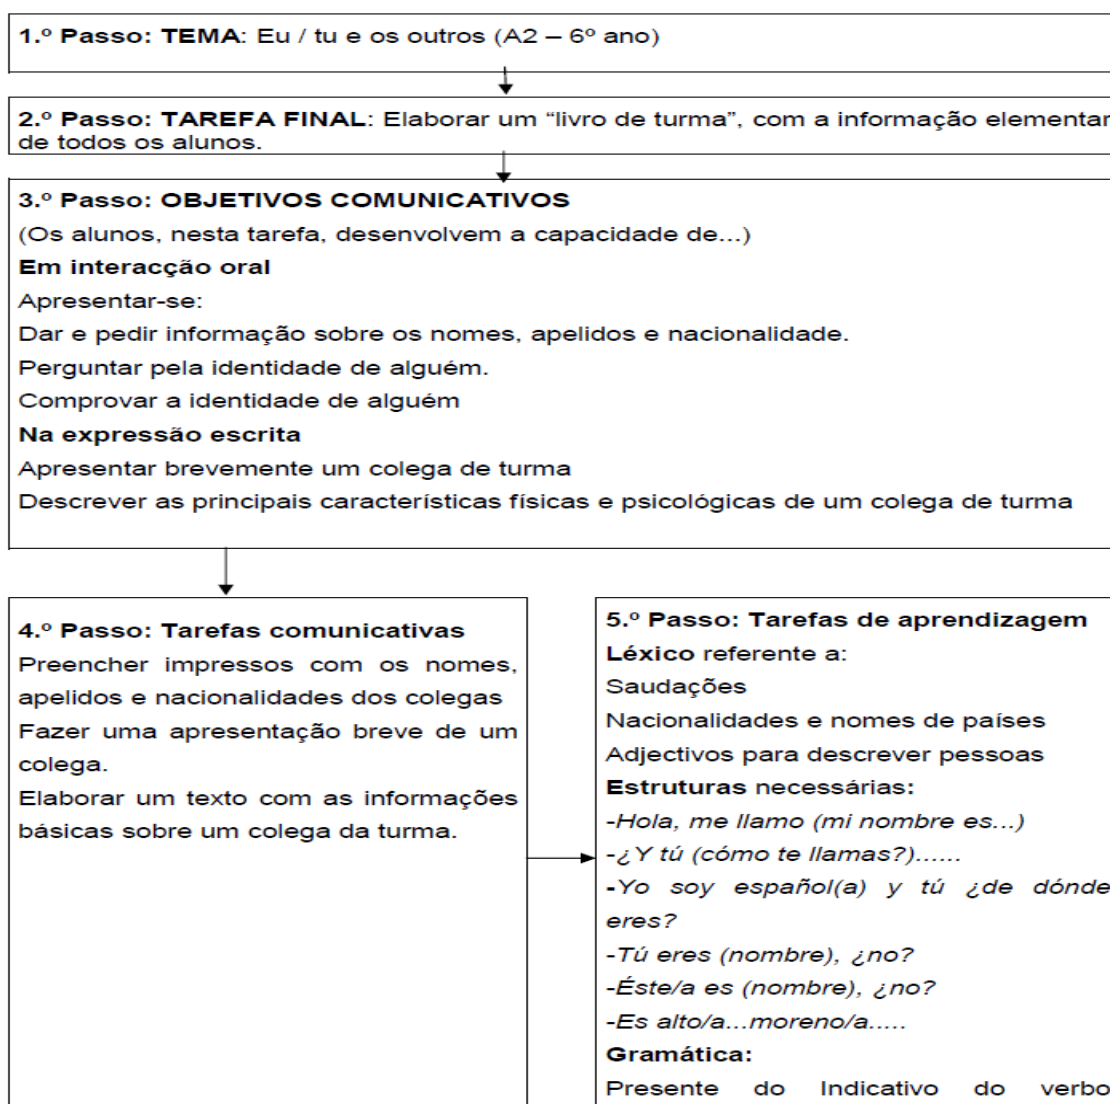 1.º Passo: TEMA: Eu / tu e os outros (A2 – 6º ano)
2.º Passo: TAREFA FINAL: Elaborar um “livro de turma”, com a informação elementar
de todos os alunos.
3.º Passo: OBJETIVOS COMUNICATIVOS
(Os alunos, nesta tarefa, desenvolvem a capacidade de...)
Em interacção oral
Apresentar-se:
Dar e pedir informação sobre os nomes, apelidos e nacionalidade.
Perguntar pela identidade de alguém.
Comprovar a identidade de alguém
Na expressão escrita
Apresentar brevemente um colega de turma
Descrever as principais características físicas e psicológicas de um colega de turma
4.º Passo: Tarefas comunicativas
Preencher impressos com os nomes,
apelidos e nacionalidades dos colegas
Fazer uma apresentação breve de um
colega.
Elaborar um texto com as informações
básicas sobre um colega da turma.
5.º Passo: Tarefas de aprendizagem
Léxico referente a:
Saudações
Nacionalidades e nomes de países
Adjectivos para descrever pessoas
Estruturas necessárias:
-Hola, me llamo (mi nombre es...)
-¿Y tú (cómo te llamas?)......
-Yo soy español(a) y tú ¿de dónde
eres?
-Tú eres (nombre), ¿no?
-Éste/a es (nombre), ¿no?
-Es alto/a...moreno/a.....
Gramática:
Presente do Indicativo do verbo